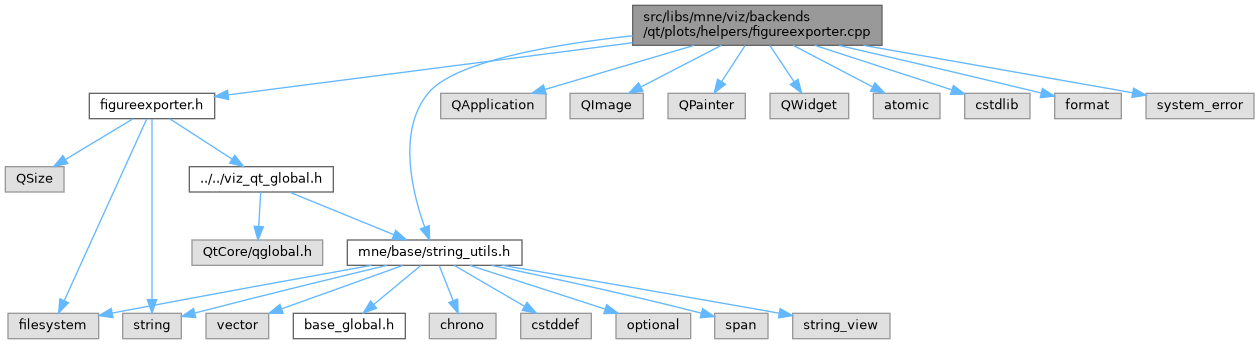 src/libs/mne/viz/backends
/qt/plots/helpers/figureexporter.cpp
figureexporter.h
QApplication
QImage
QPainter
QWidget
atomic
cstdlib
format
system_error
QSize
../../viz_qt_global.h
QtCore/qglobal.h
mne/base/string_utils.h
filesystem
string
vector
base_global.h
chrono
cstddef
optional
span
string_view